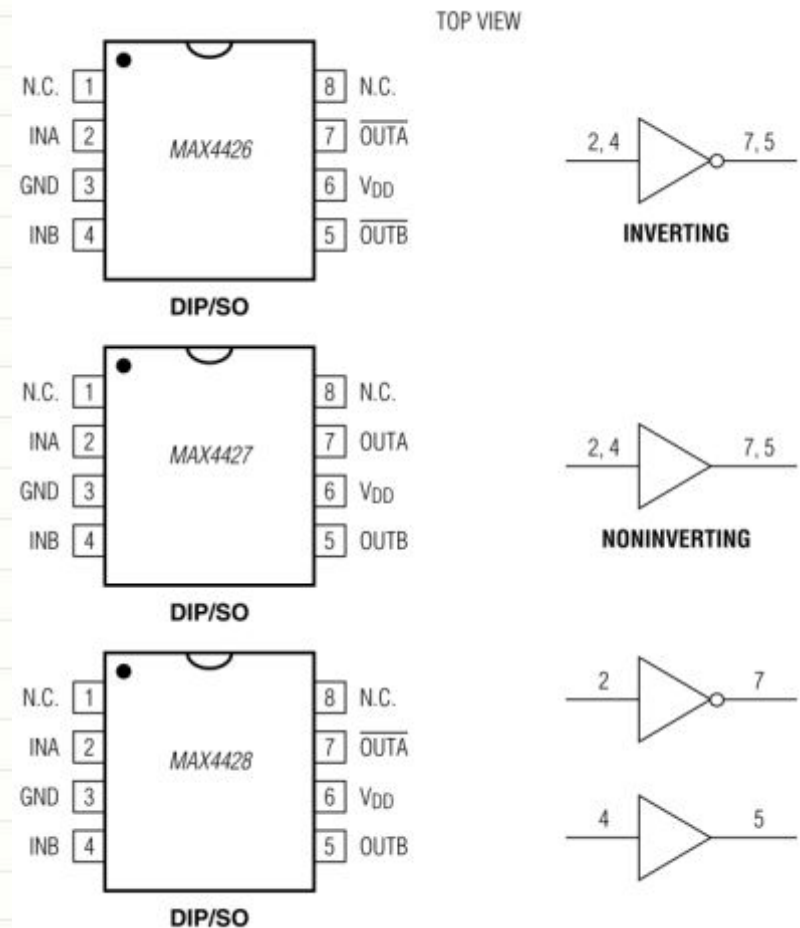 TOP VIEW
N.C. 1 8 N.C.
INA 2 MAX4426 7 O̅U̅T̅A̅
GND 3 6 VDD
INB 4 5 O̅U̅T̅B̅
DIP/SO
2, 4 7, 5
INVERTING
N.C. 1 8 N.C.
INA 2 MAX4427 7 OUTA
GND 3 6 VDD
INB 4 5 OUTB
DIP/SO
2, 4 7, 5
NONINVERTING
N.C. 1 8 N.C.
INA 2 MAX4428 7 O̅U̅T̅A̅
GND 3 6 VDD
INB 4 5 OUTB
DIP/SO
2 7
4 5